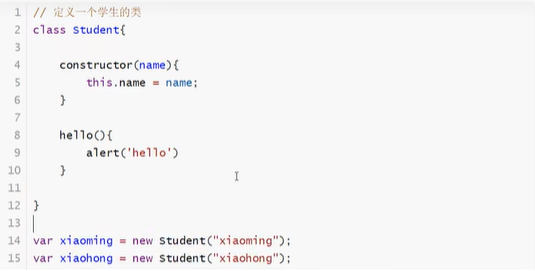 1 // 定义一个学生的类
2 class Student{
3
4     constructor(name){
5         this.name = name;
6     }
7
8     hello(){
9         alert('hello')
10     }
11
12 }
13
14 var xiaoming = new Student("xiaoming");
15 var xiaohong = new Student("xiaohong");